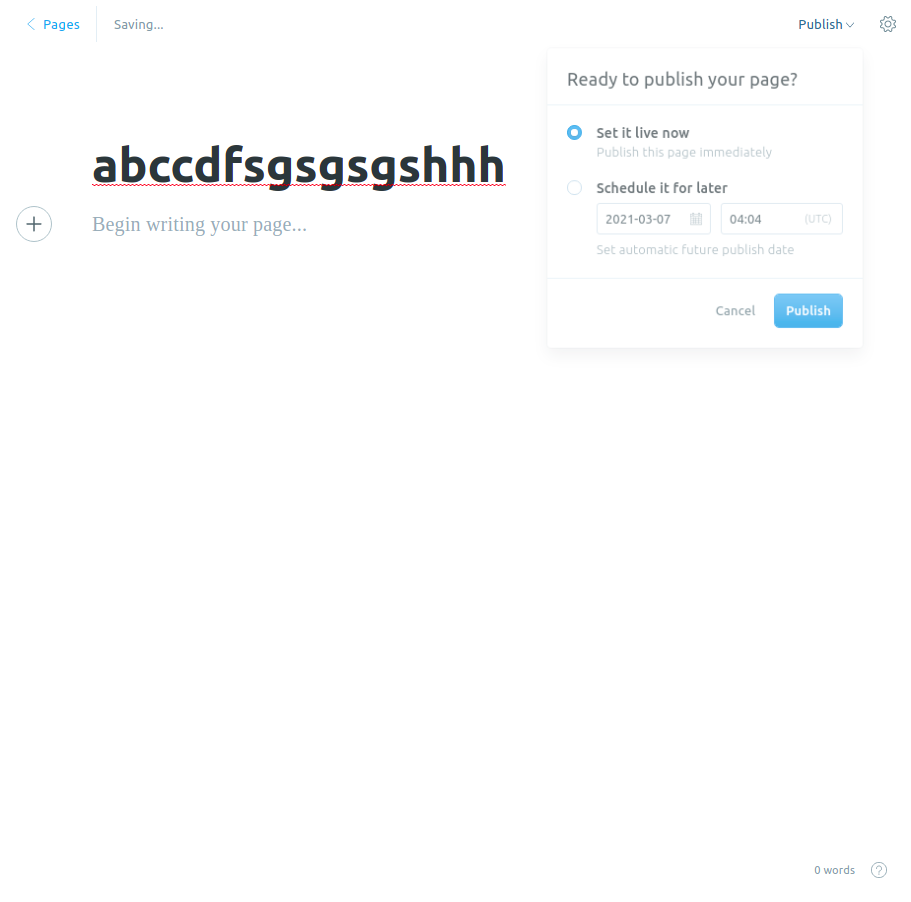 Pages
Saving...
Publish
Ready to publish your page?
abccdfsgsgsgshhh
Begin writing your page...
Set it live now
Publish this page immediately
Schedule it for later
2021-03-07 04:04 (UTC)
Set automatic future publish date
Cancel Publish
0 words ?